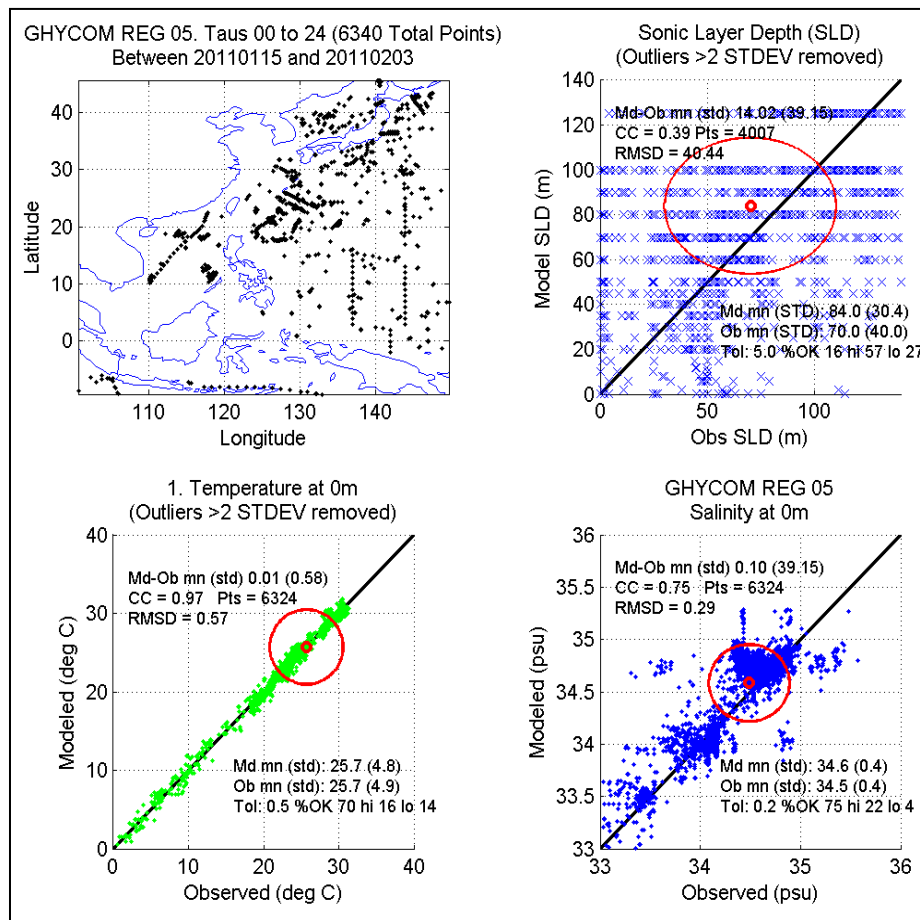 GHYCOM REG 05. Taus 00 to 24 (6340 Total Points)
Between 20110115 and 20110203
40
30
20
10
0
Latitude
110
120
130
140
Longitude
Sonic Layer Depth (SLD)
(Outliers >2 STDEV removed)
140
120
100
80
60
40
20
0
Model SLD (m)
Md-Ob mn (std) 14.02 (39.15)
CC = 0.39 Pts = 4007
RMSD = 40.44
Md mn (STD): 84.0 (30.4)
Ob mn (STD): 70.0 (40.0)
Tol: 5.0 %OK 16 hi 57 lo 27
0
50
100
Obs SLD (m)
1. Temperature at 0m
(Outliers >2 STDEV removed)
40
30
20
10
0
Modeled (deg C)
Md-Ob mn (std) 0.01 (0.58)
CC = 0.97 Pts = 6324
RMSD = 0.57
Md mn (std): 25.7 (4.8)
Ob mn (std): 25.7 (4.9)
Tol: 0.5 %OK 70 hi 16 lo 14
0
10
20
30
40
Observed (deg C)
GHYCOM REG 05
Salinity at 0m
36
35.5
35
34.5
34
33.5
33
Modeled (psu)
Md-Ob mn (std) 0.10 (39.15)
CC = 0.75 Pts = 6324
RMSD = 0.29
Md mn (std): 34.6 (0.4)
Ob mn (std): 34.5 (0.4)
Tol: 0.2 %OK 75 hi 22 lo 4
33
34
35
36
Observed (psu)